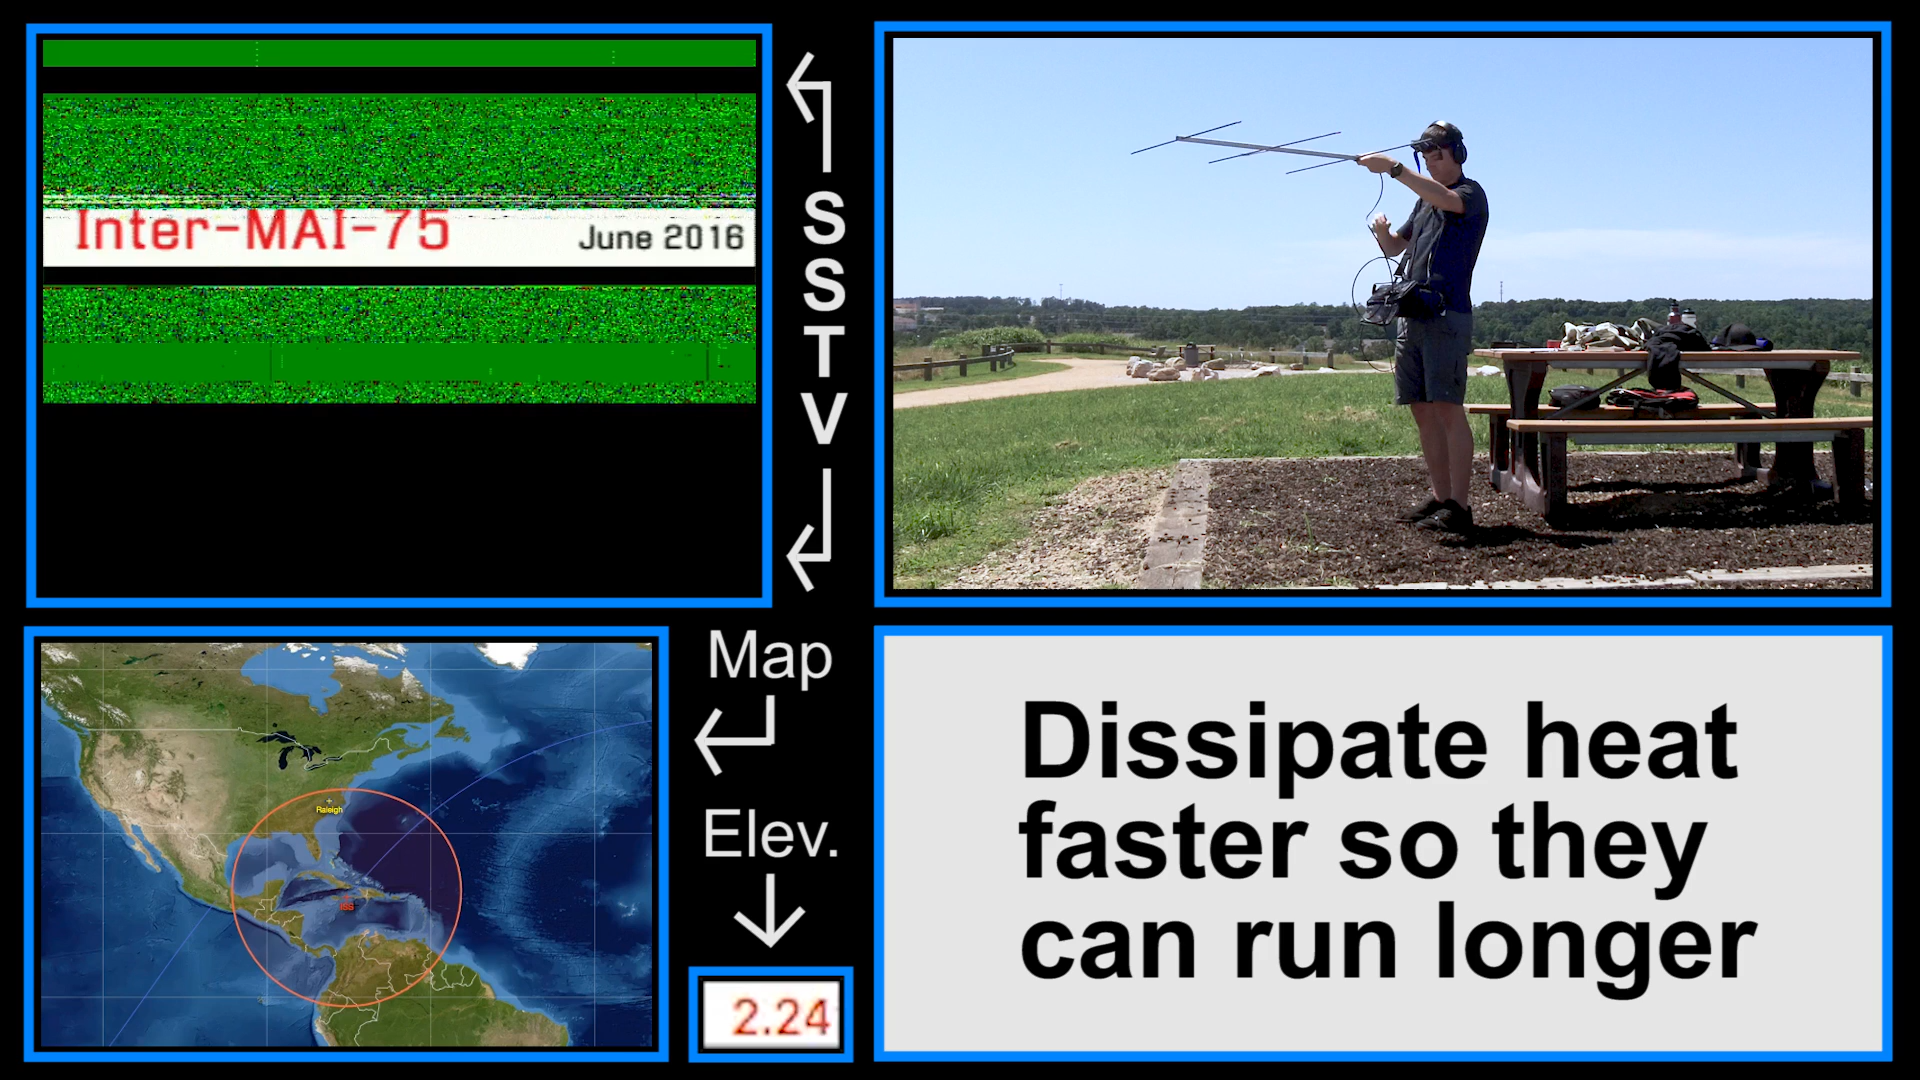 Inter-MAI-75
June 2016
SSTV
Map
Elev.
2.24
Raleigh
ISS
Dissipate heat
faster so they
can run longer